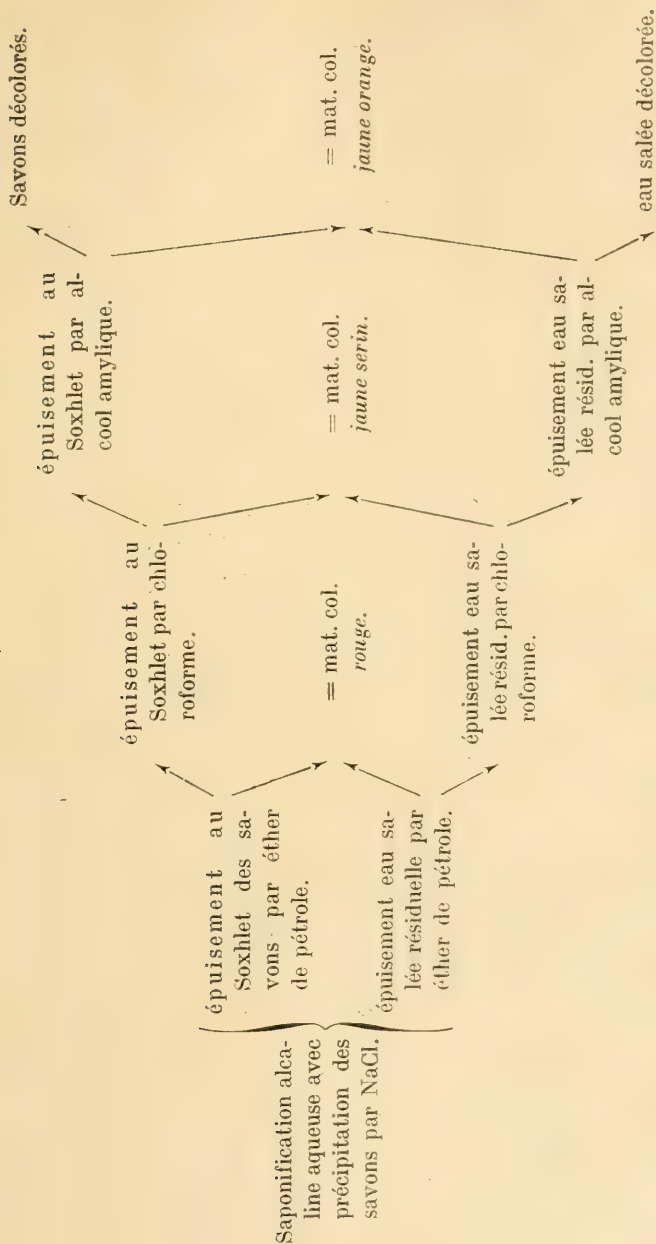 Saponification alca-
line aqueuse avec
précipitation des
savons par NaCl.
épuisement au
Soxhlet des sa-
vons par éther
de pétrole.
épuisement eau sa-
lée résiduelle par
éther de pétrole.
épuisement au
Soxhlet par chlo-
roforme.
= mat. col.
rouge.
épuisement eau sa-
lée résid. par chlo-
roforme.
épuisement au
Soxhlet par al-
cool amylique.
= mat. col.
jaune serin.
épuisement eau sa-
lée résid. par al-
cool amylique.
Savons décolorés.
= mat. col.
jaune orangé.
eau salée décolorée.